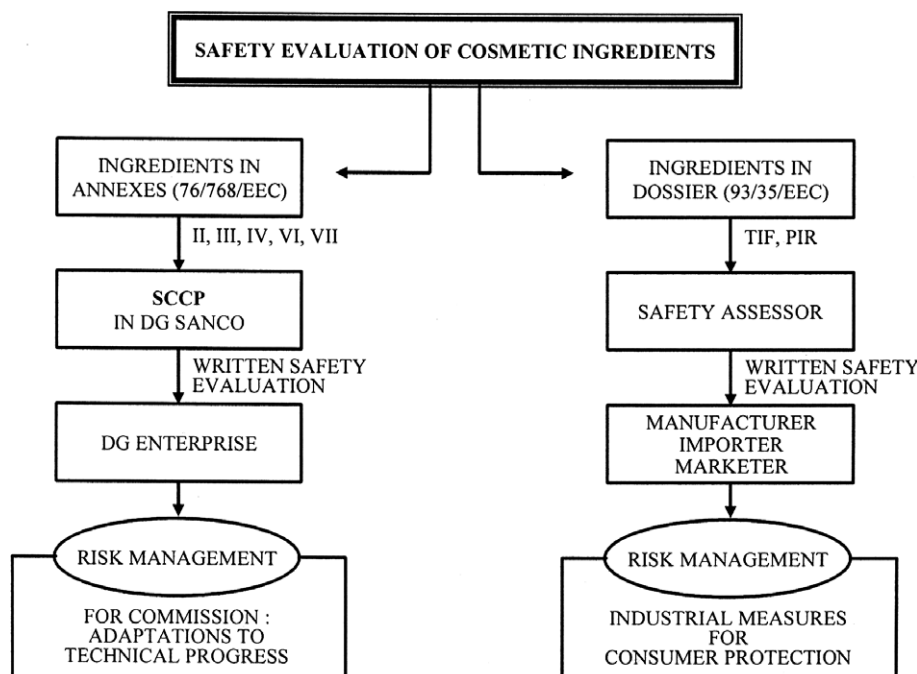 SAFETY EVALUATION OF COSMETIC INGREDIENTS
INGREDIENTS IN
ANNEXES (76/768/EEC)
II, III, IV, VI, VII
SCCP
IN DG SANCO
WRITTEN SAFETY
EVALUATION
DG ENTERPRISE
RISK MANAGEMENT
FOR COMMISSION :
ADAPTATIONS TO
TECHNICAL PROGRESS
INGREDIENTS IN
DOSSIER (93/35/EEC)
TIF, PIR
SAFETY ASSESSOR
WRITTEN SAFETY
EVALUATION
MANUFACTURER
IMPORTER
MARKETER
RISK MANAGEMENT
INDUSTRIAL MEASURES
FOR
CONSUMER PROTECTION